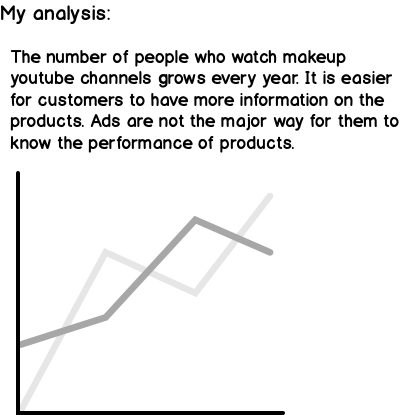 My analysis:
The number of people who watch makeup
youtube channels grows every year. It is easier
for customers to have more information on the
products. Ads are not the major way for them to
know the performance of products.